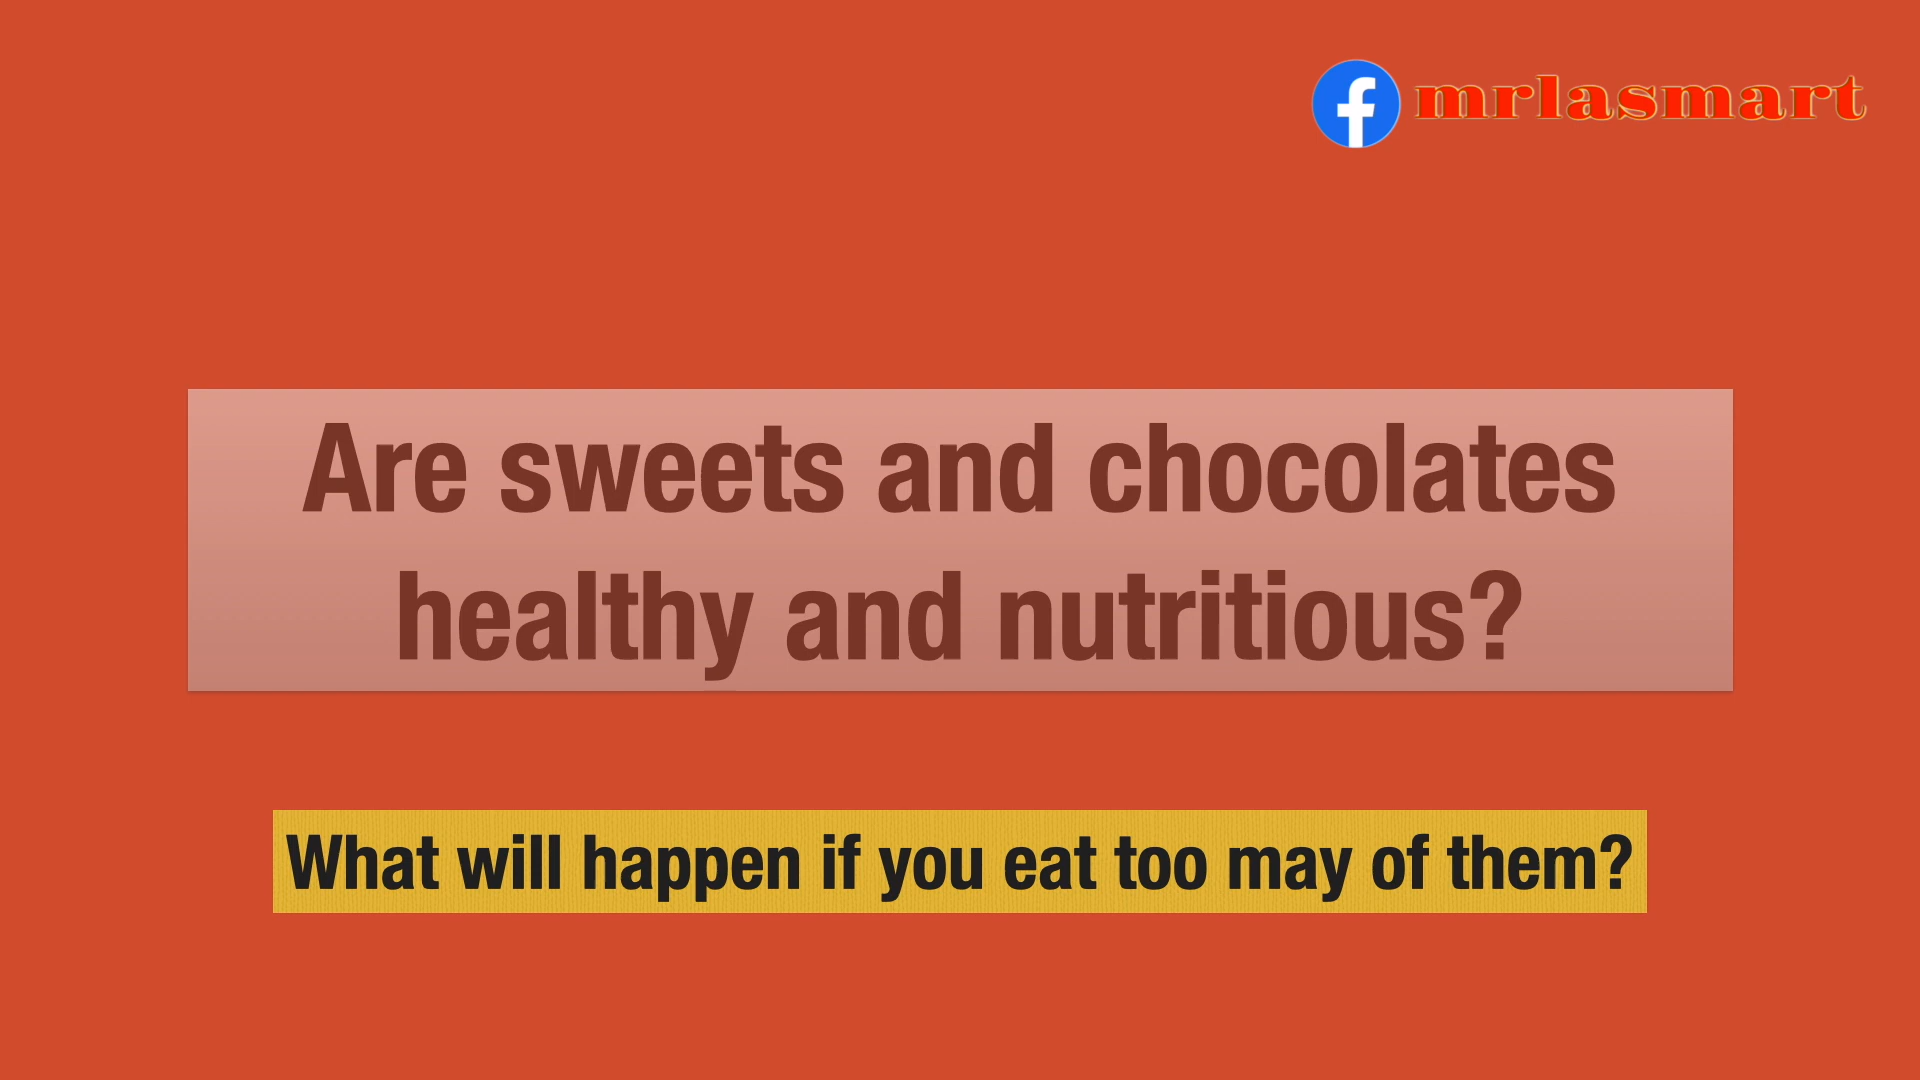 mrlasmart
Are sweets and chocolates
healthy and nutritious?
What will happen if you eat too may of them?